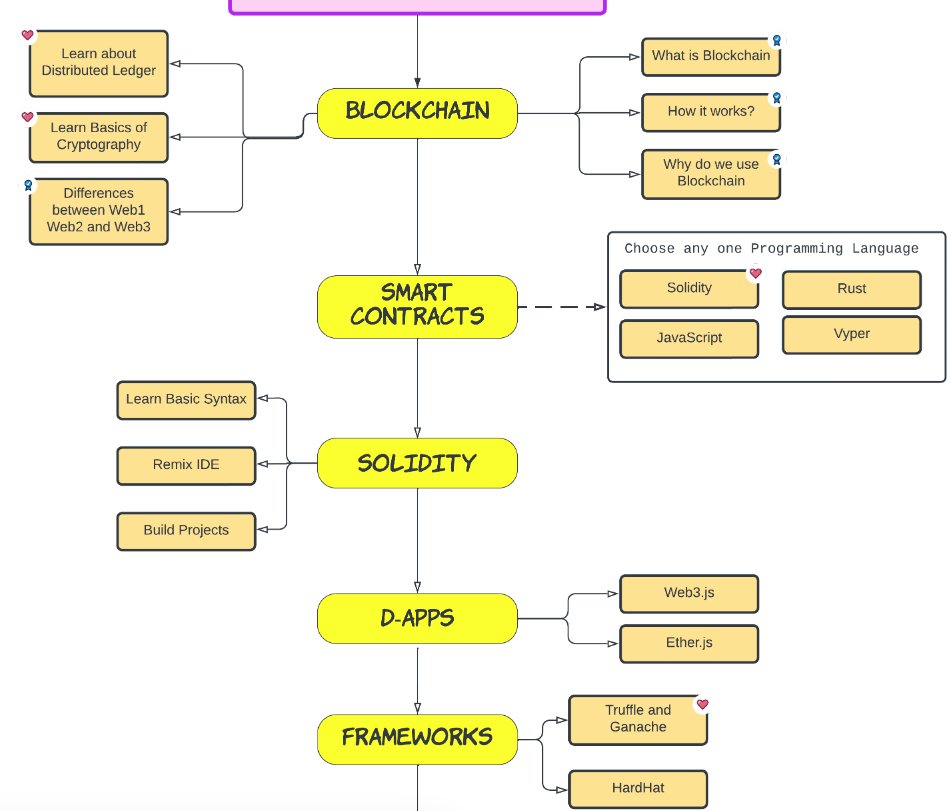 Learn about
Distributed Ledger
Learn Basics of
Cryptography
Differences
between Web1
Web2 and Web3
BLOCKCHAIN
What is Blockchain
How it works?
Why do we use
Blockchain
SMART
CONTRACTS
Choose any one Programming Language
Solidity
Rust
JavaScript
Vyper
Learn Basic Syntax
Remix IDE
Build Projects
SOLIDITY
D-APPS
Web3.js
Ether.js
FRAMEWORKS
Truffle and
Ganache
HardHat